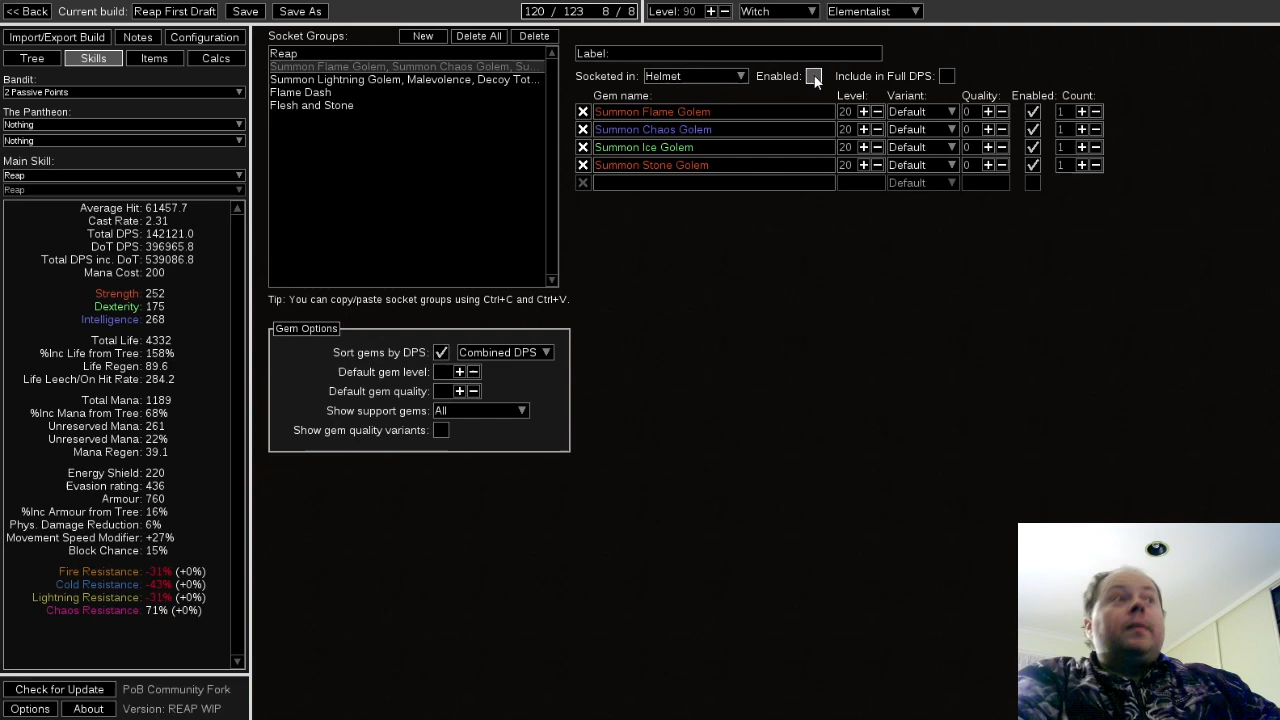 << Back Current build: Reap First Draft Save Save As 120 / 123 8 / 8 Level: 90 + − Witch Elementalist
Import/Export Build Notes Configuration
Tree Skills Items Calcs
Bandit:
2 Passive Points
The Pantheon:
Nothing
Nothing
Main Skill:
Reap
Reap
Average Hit: 61457.7
Cast Rate: 2.31
Total DPS: 142121.0
DoT DPS: 396965.8
Total DPS inc. DoT: 539086.8
Mana Cost: 200
Strength: 252
Dexterity: 175
Intelligence: 268
Total Life: 4332
%Inc Life from Tree: 158%
Life Regen: 89.6
Life Leech/On Hit Rate: 284.2
Total Mana: 1189
%Inc Mana from Tree: 68%
Unreserved Mana: 261
Unreserved Mana: 22%
Mana Regen: 39.1
Energy Shield: 220
Evasion rating: 436
Armour: 760
%Inc Armour from Tree: 16%
Phys. Damage Reduction: 6%
Movement Speed Modifier: +27%
Block Chance: 15%
Fire Resistance: -31% (+0%)
Cold Resistance: -43% (+0%)
Lightning Resistance: -31% (+0%)
Chaos Resistance: 71% (+0%)
Check for Update PoB Community Fork
Options About Version: REAP WIP
Socket Groups: New Delete All Delete
Reap
Summon Flame Golem, Summon Chaos Golem, Su...
Summon Lightning Golem, Malevolence, Decoy Tot...
Flame Dash
Flesh and Stone
Tip: You can copy/paste socket groups using Ctrl+C and Ctrl+V.
Gem Options
Sort gems by DPS: Combined DPS
Default gem level: + −
Default gem quality: + −
Show support gems: All
Show gem quality variants:
Label:
Socketed in: Helmet Enabled: Include in Full DPS:
Gem name: Level: Variant: Quality: Enabled: Count:
Summon Flame Golem 20 + − Default 0 + − 1 + −
Summon Chaos Golem 20 + − Default 0 + − 1 + −
Summon Ice Golem 20 + − Default 0 + − 1 + −
Summon Stone Golem 20 + − Default 0 + − 1 + −
Default